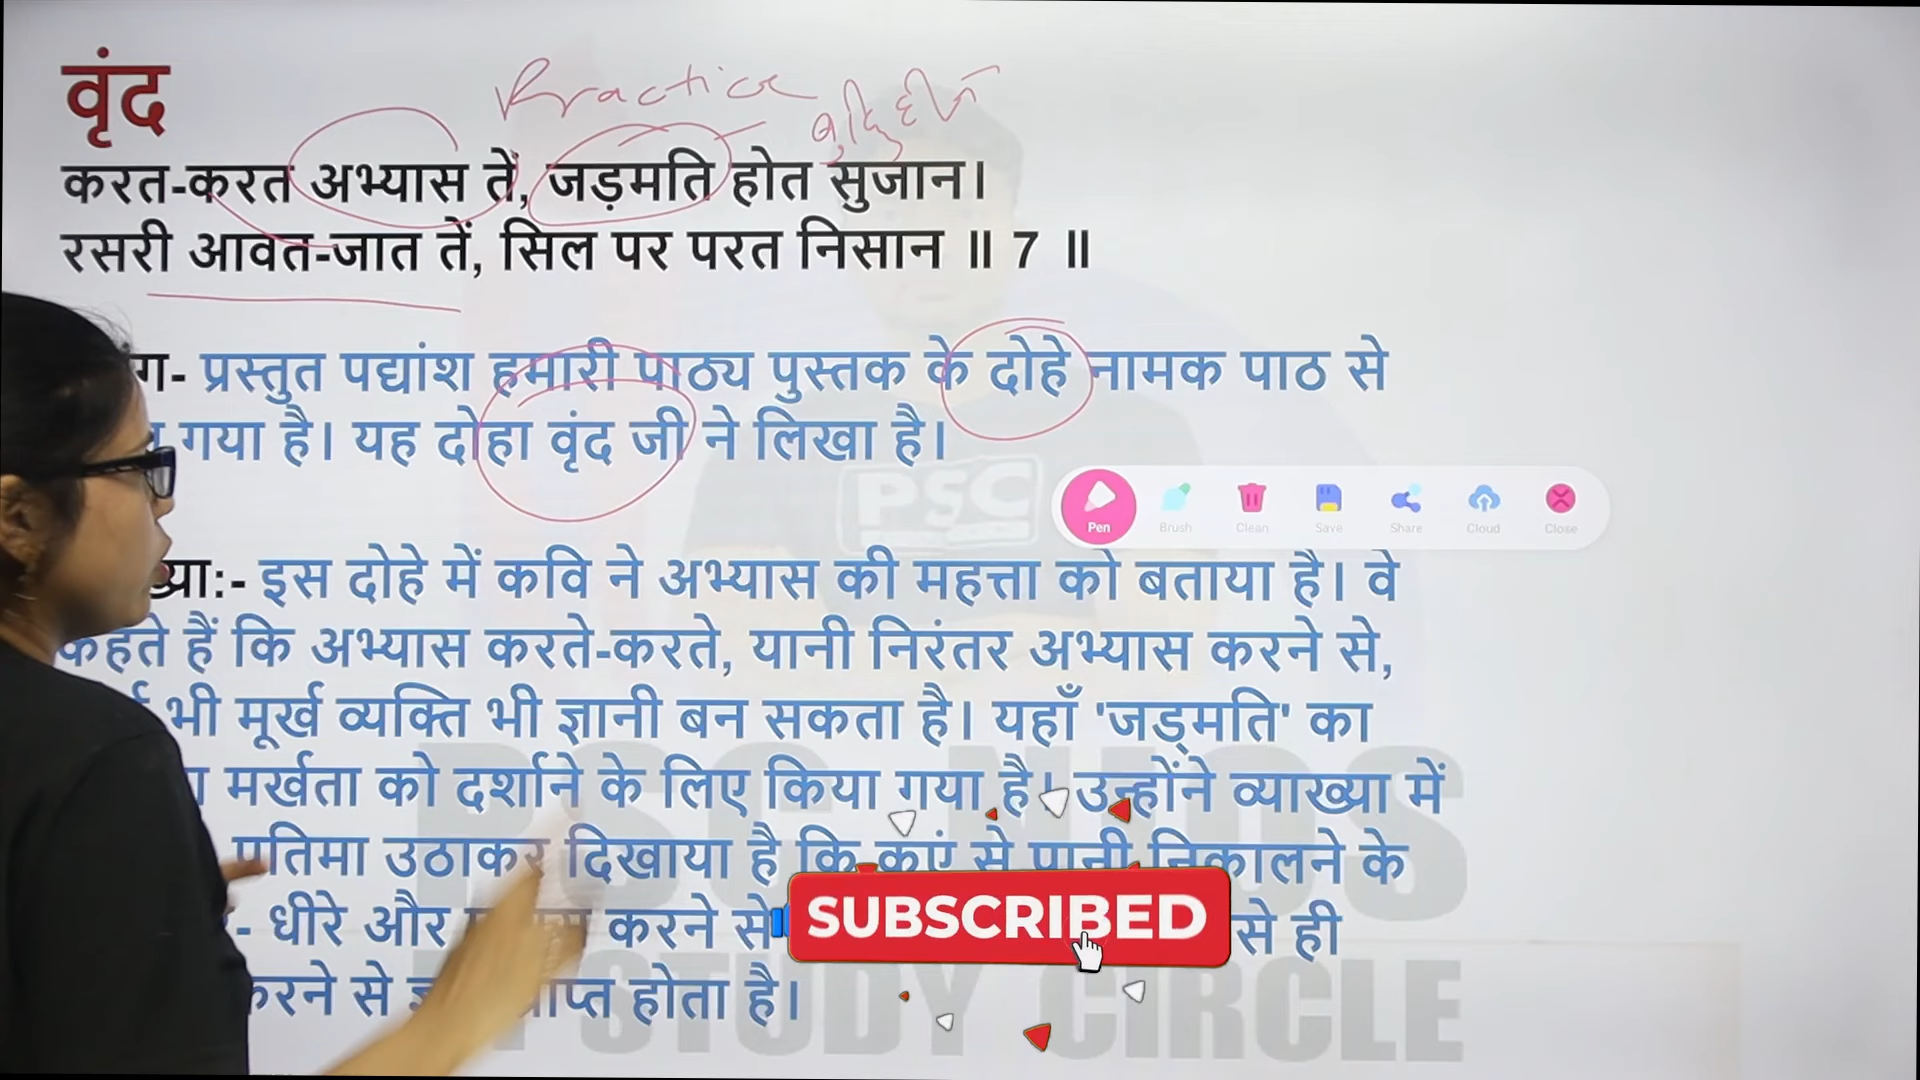 वृंद
Practice
बुद्धिहीन
करत-करत अभ्यास तें, जड़मति होत सुजान।
रसरी आवत-जात तें, सिल पर परत निसान ॥ 7 ॥
ग- प्रस्तुत पद्यांश हमारी पाठ्य पुस्तक के दोहे नामक पाठ से
गया है। यह दोहा वृंद जी ने लिखा है।
PSC
Pen Brush Clean Save Share Cloud Close
ख्या:- इस दोहे में कवि ने अभ्यास की महत्ता को बताया है। वे
कहते हैं कि अभ्यास करते-करते, यानी निरंतर अभ्यास करने से,
भी मूर्ख व्यक्ति भी ज्ञानी बन सकता है। यहाँ 'जड़मति' का
मर्खता को दर्शाने के लिए किया गया है। उन्होंने व्याख्या में
प्रतिमा उठाकर दिखाया है कि कुएं से पानी निकालने के
धीरे और करने से से ही
SUBSCRIBED
करने से प्राप्त होता है।
PSC NIOS
STUDY CIRCLE